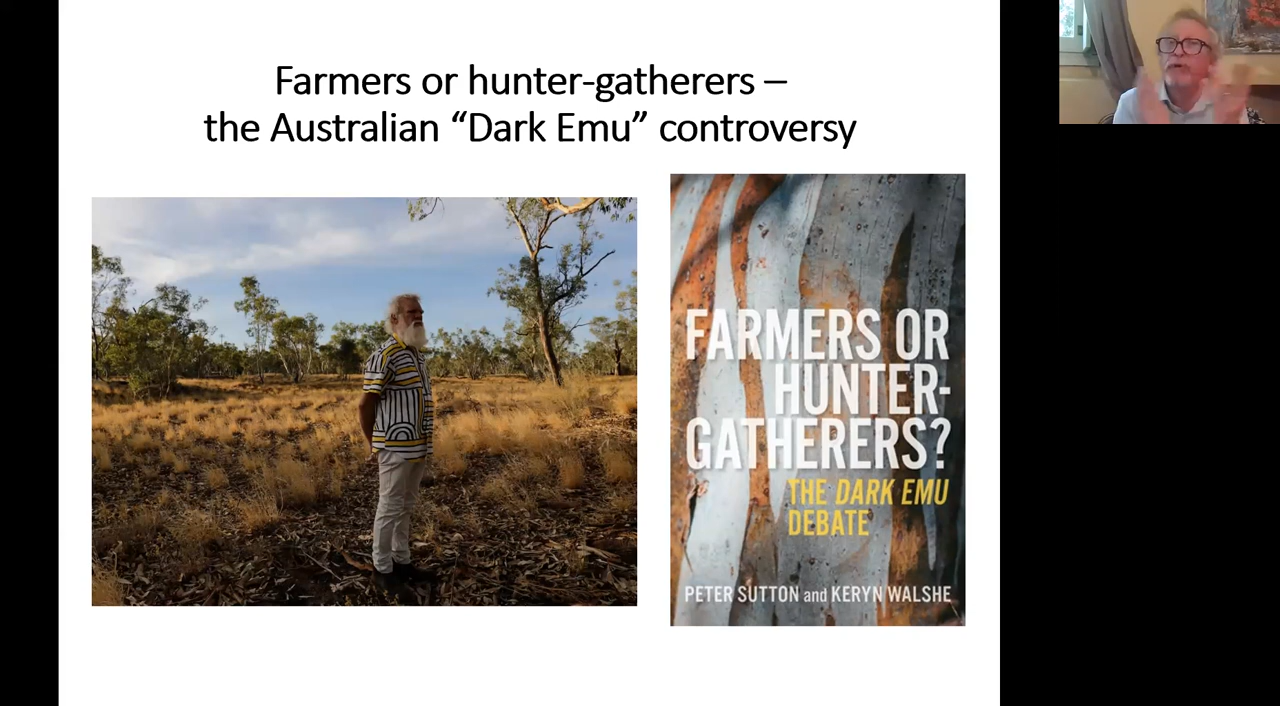 Farmers or hunter-gatherers –
the Australian “Dark Emu” controversy
FARMERS OR
HUNTER-
GATHERERS?
THE DARK EMU
DEBATE
PETER SUTTON and KERYN WALSHE